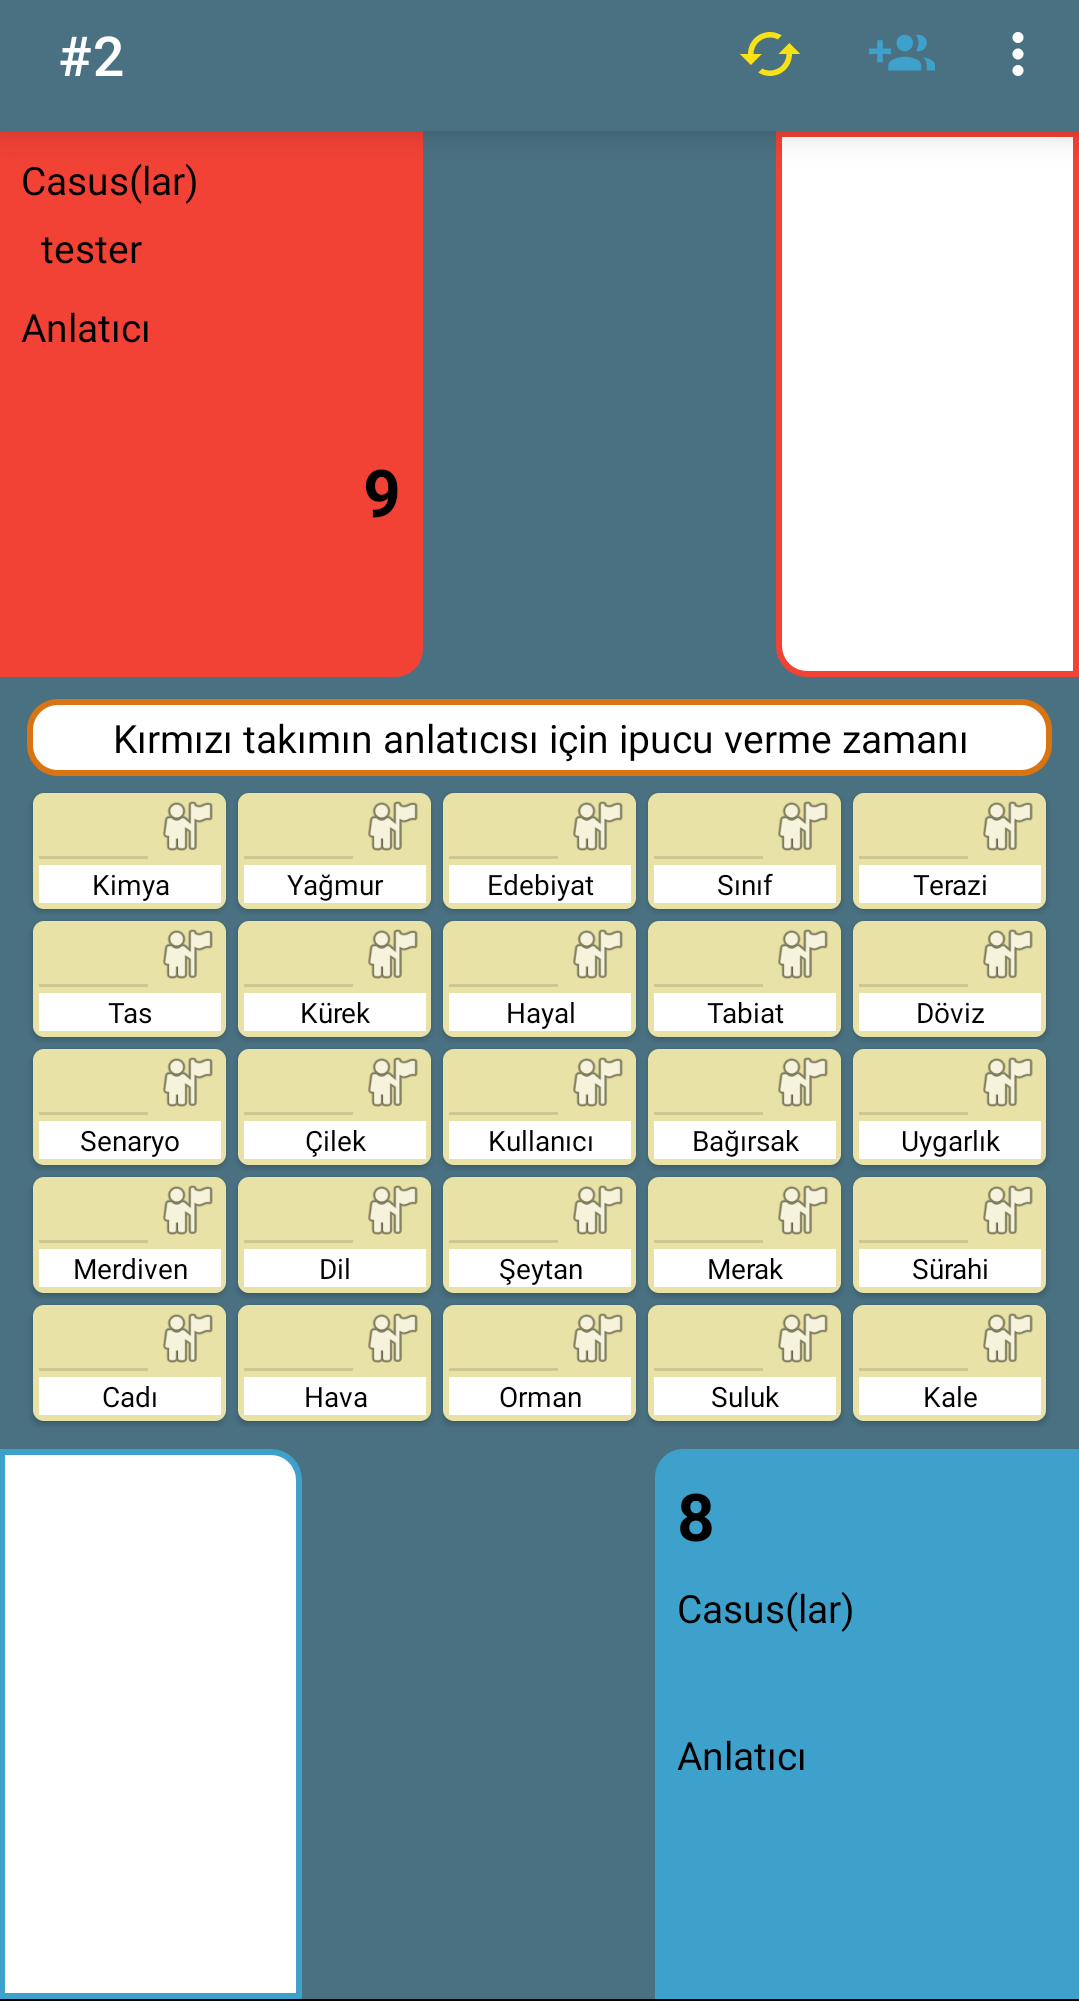 #2
Casus(lar)
tester
Anlatıcı
9
Kırmızı takımın anlatıcısı için ipucu verme zamanı
Kimya
Yağmur
Edebiyat
Sınıf
Terazi
Tas
Kürek
Hayal
Tabiat
Döviz
Senaryo
Çilek
Kullanıcı
Bağırsak
Uygarlık
Merdiven
Dil
Şeytan
Merak
Sürahi
Cadı
Hava
Orman
Suluk
Kale
8
Casus(lar)
Anlatıcı